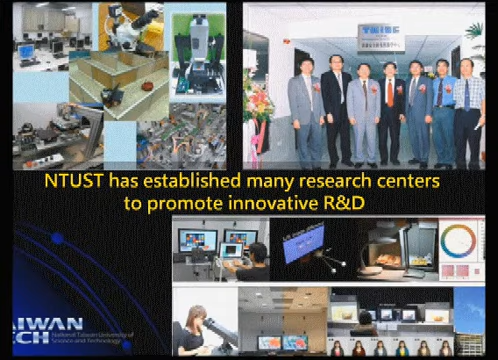 NTUST has established many research centers
to promote innovative R&D
TAIWAN
TECH
National Taiwan University of
Science and Technology